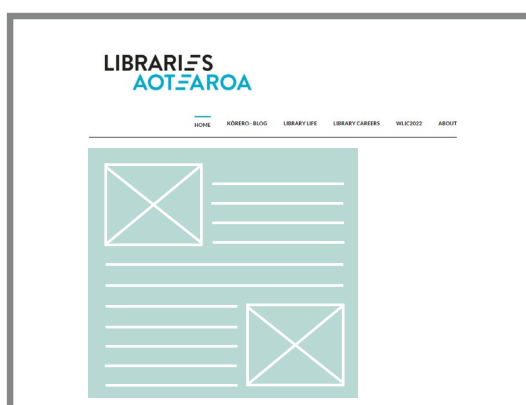 LIBRARIES
AOTEAROA
HOME KŌRERO - BLOG LIBRARY LIFE LIBRARY CAREERS WLIC2022 ABOUT